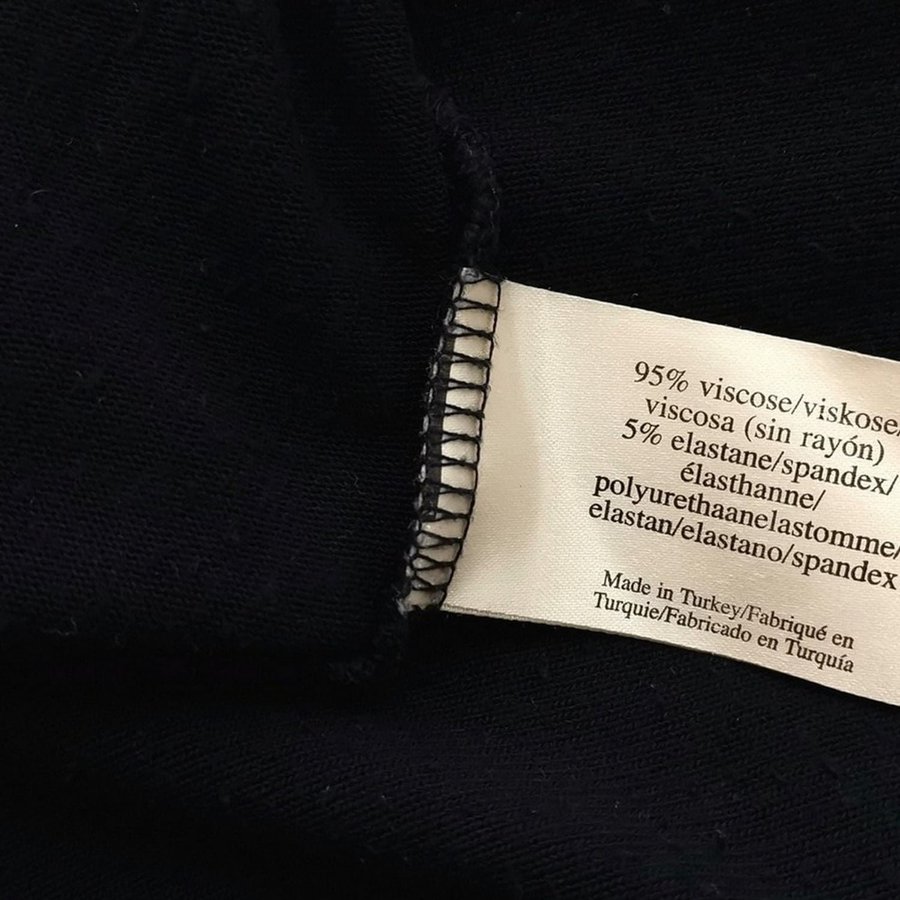 95% viscose/viskose/
viscosa (sin rayón)
5% elastane/spandex/
élasthanne/
polyurethaanelastomme/
elastan/elastano/spandex
Made in Turkey/Fabriqué en
Turquie/Fabricado en Turquía